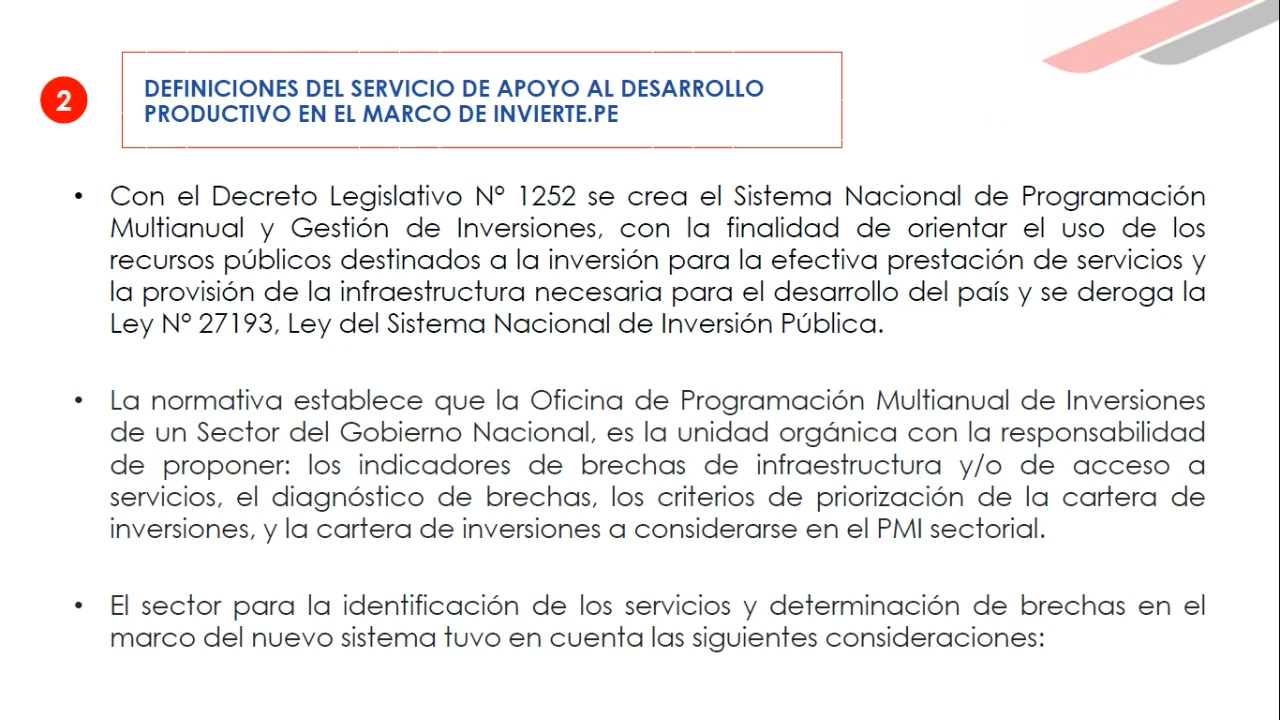 2
DEFINICIONES DEL SERVICIO DE APOYO AL DESARROLLO
PRODUCTIVO EN EL MARCO DE INVIERTE.PE
• Con el Decreto Legislativo N° 1252 se crea el Sistema Nacional de Programación
Multianual y Gestión de Inversiones, con la finalidad de orientar el uso de los
recursos públicos destinados a la inversión para la efectiva prestación de servicios y
la provisión de la infraestructura necesaria para el desarrollo del país y se deroga la
Ley N° 27193, Ley del Sistema Nacional de Inversión Pública.
• La normativa establece que la Oficina de Programación Multianual de Inversiones
de un Sector del Gobierno Nacional, es la unidad orgánica con la responsabilidad
de proponer: los indicadores de brechas de infraestructura y/o de acceso a
servicios, el diagnóstico de brechas, los criterios de priorización de la cartera de
inversiones, y la cartera de inversiones a considerarse en el PMI sectorial.
• El sector para la identificación de los servicios y determinación de brechas en el
marco del nuevo sistema tuvo en cuenta las siguientes consideraciones: